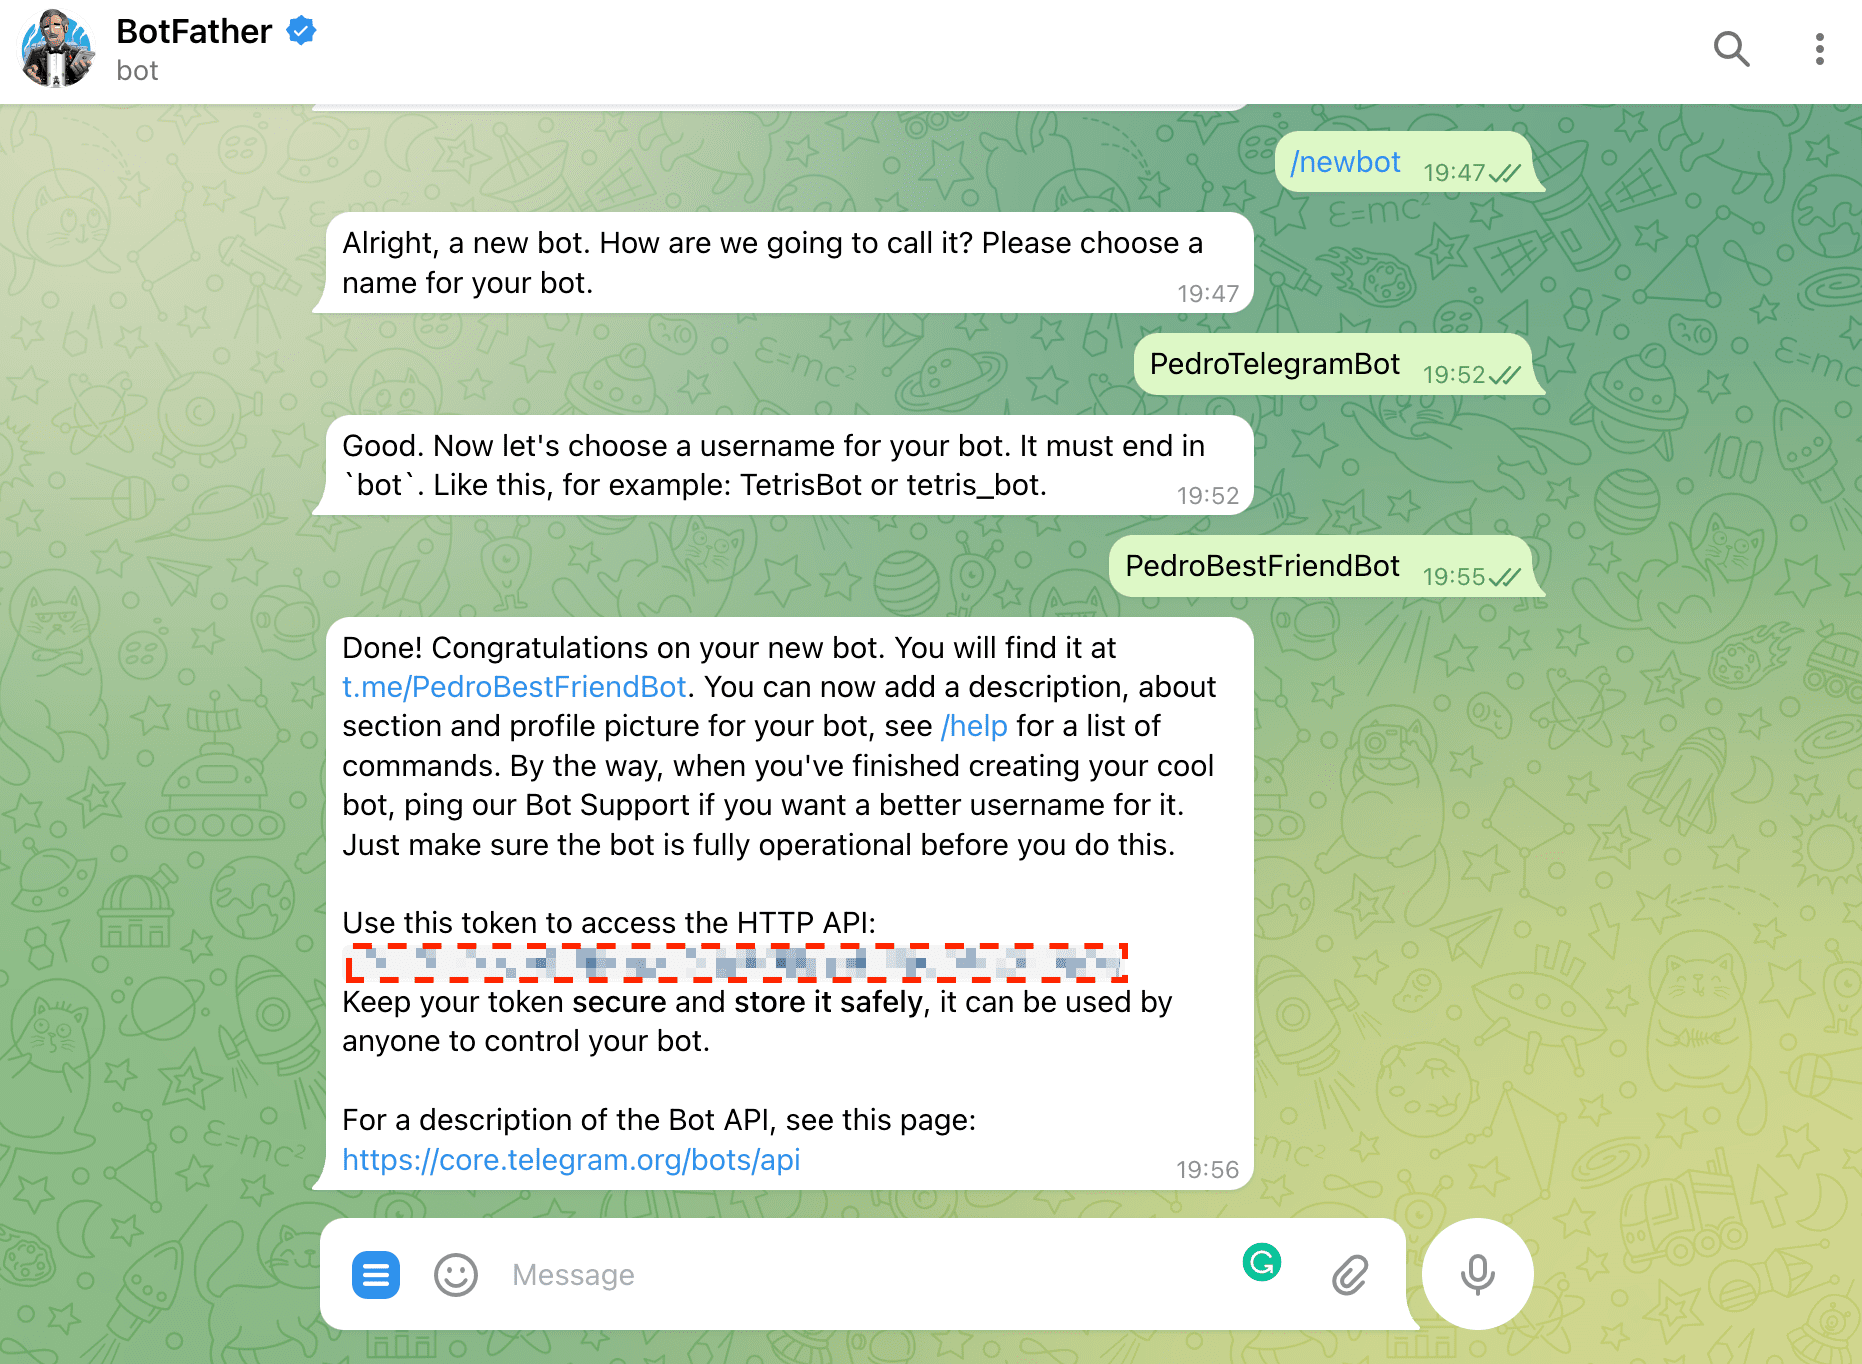 BotFather
bot
/newbot 19:47
Alright, a new bot. How are we going to call it? Please choose a
name for your bot.
19:47
PedroTelegramBot 19:52
Good. Now let's choose a username for your bot. It must end in
`bot`. Like this, for example: TetrisBot or tetris_bot.
19:52
PedroBestFriendBot 19:55
Done! Congratulations on your new bot. You will find it at
t.me/PedroBestFriendBot. You can now add a description, about
section and profile picture for your bot, see /help for a list of
commands. By the way, when you've finished creating your cool
bot, ping our Bot Support if you want a better username for it.
Just make sure the bot is fully operational before you do this.
Use this token to access the HTTP API:
Keep your token secure and store it safely, it can be used by
anyone to control your bot.
For a description of the Bot API, see this page:
https://core.telegram.org/bots/api
19:56
Message